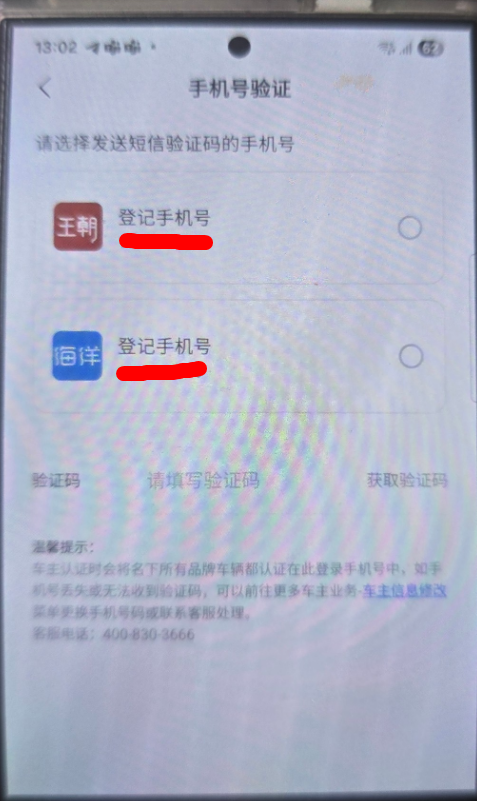 13:02
62
手机号验证
请选择发送短信验证码的手机号
王朝
登记手机号
海洋
登记手机号
验证码 请填写验证码 获取验证码
温馨提示：
车主认证时会将名下所有品牌车辆都认证在此登录手机号中，如手
机号丢失或无法收到验证码，可以前往更多车主业务-车主信息修改
菜单更换手机号码或联系客服处理。
客服电话：400-830-3666